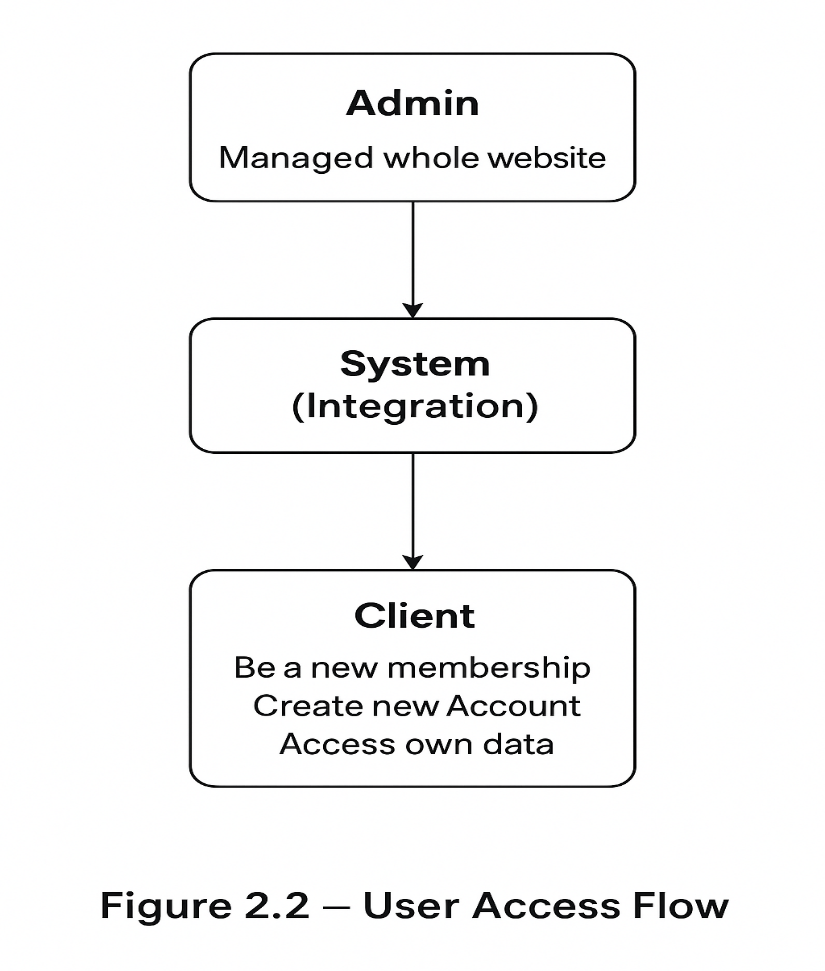 Admin
Managed whole website
System
(Integration)
Client
Be a new membership
Create new Account
Access own data
Figure 2.2 – User Access Flow